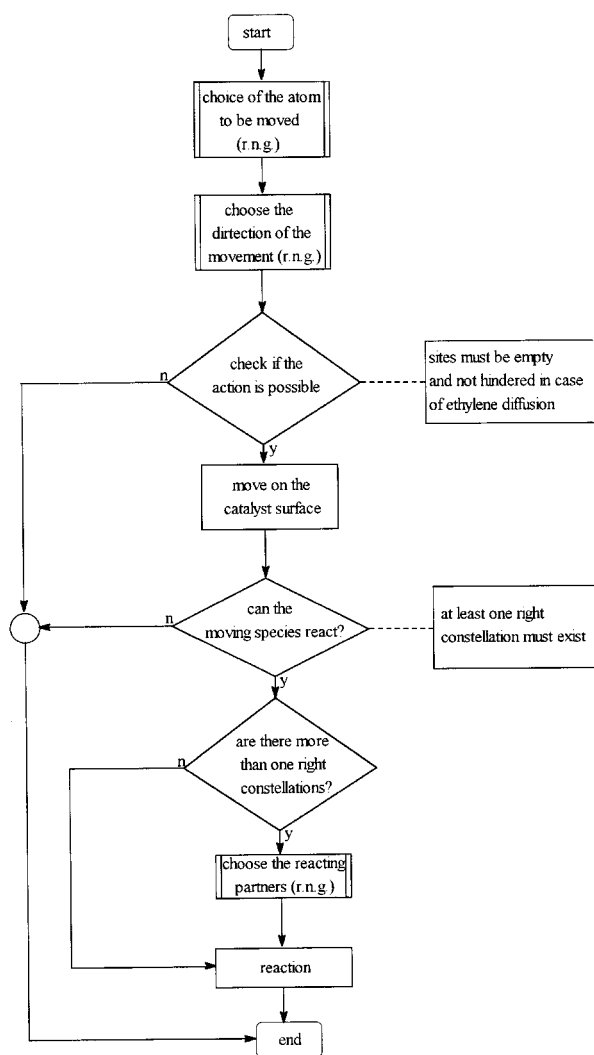 start
choice of the atom
to be moved
(r.n.g.)
choose the
dirtection of the
movement (r.n.g.)
check if the
action is possible
n
y
sites must be empty
and not hindered in case
of ethylene diffusion
move on the
catalyst surface
can the
moving species react?
n
y
at least one right
constellation must exist
are there more
than one right
constellations?
n
y
choose the reacting
partners (r.n.g.)
reaction
end